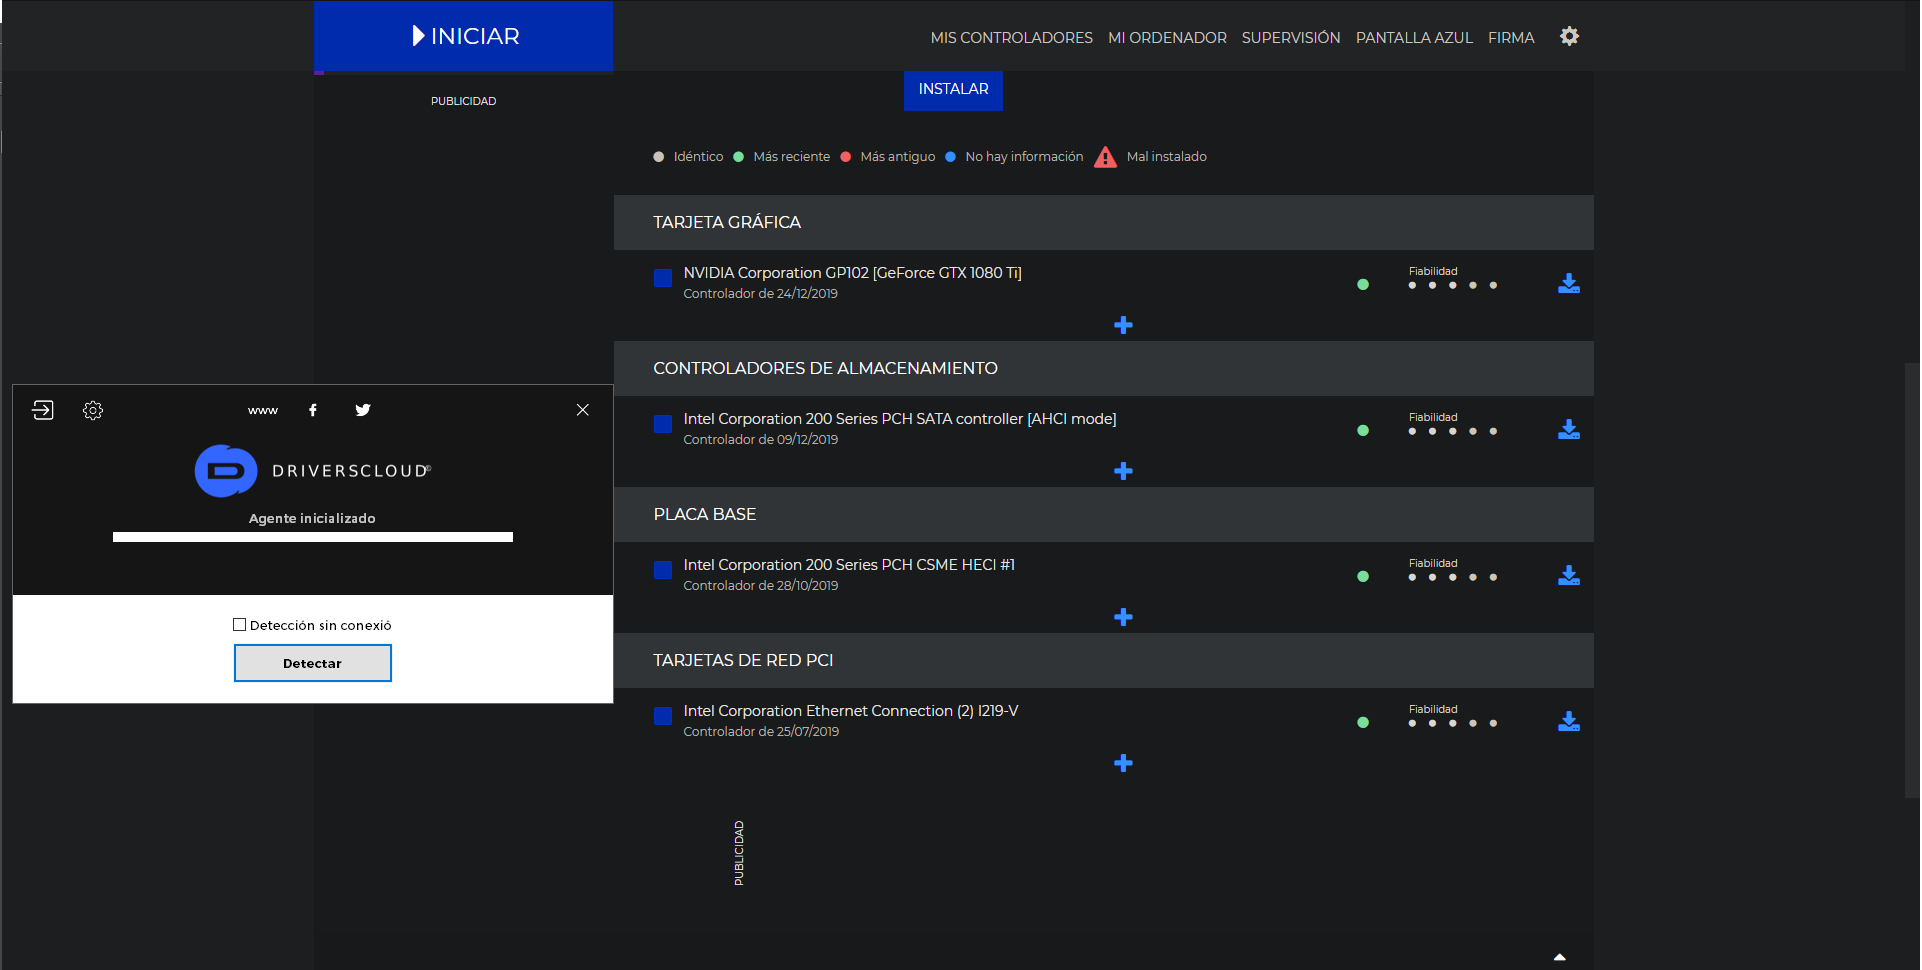 INICIAR
MIS CONTROLADORES MI ORDENADOR SUPERVISIÓN PANTALLA AZUL FIRMA
PUBLICIDAD
INSTALAR
Idéntico Más reciente Más antiguo No hay información Mal instalado
TARJETA GRÁFICA
NVIDIA Corporation GP102 [GeForce GTX 1080 Ti]
Controlador de 24/12/2019
Fiabilidad
CONTROLADORES DE ALMACENAMIENTO
Intel Corporation 200 Series PCH SATA controller [AHCI mode]
Controlador de 09/12/2019
Fiabilidad
PLACA BASE
Intel Corporation 200 Series PCH CSME HECI #1
Controlador de 28/10/2019
Fiabilidad
TARJETAS DE RED PCI
Intel Corporation Ethernet Connection (2) I219-V
Controlador de 25/07/2019
Fiabilidad
PUBLICIDAD
www
DRIVERSCLOUD®
Agente inicializado
Detección sin conexió
Detectar